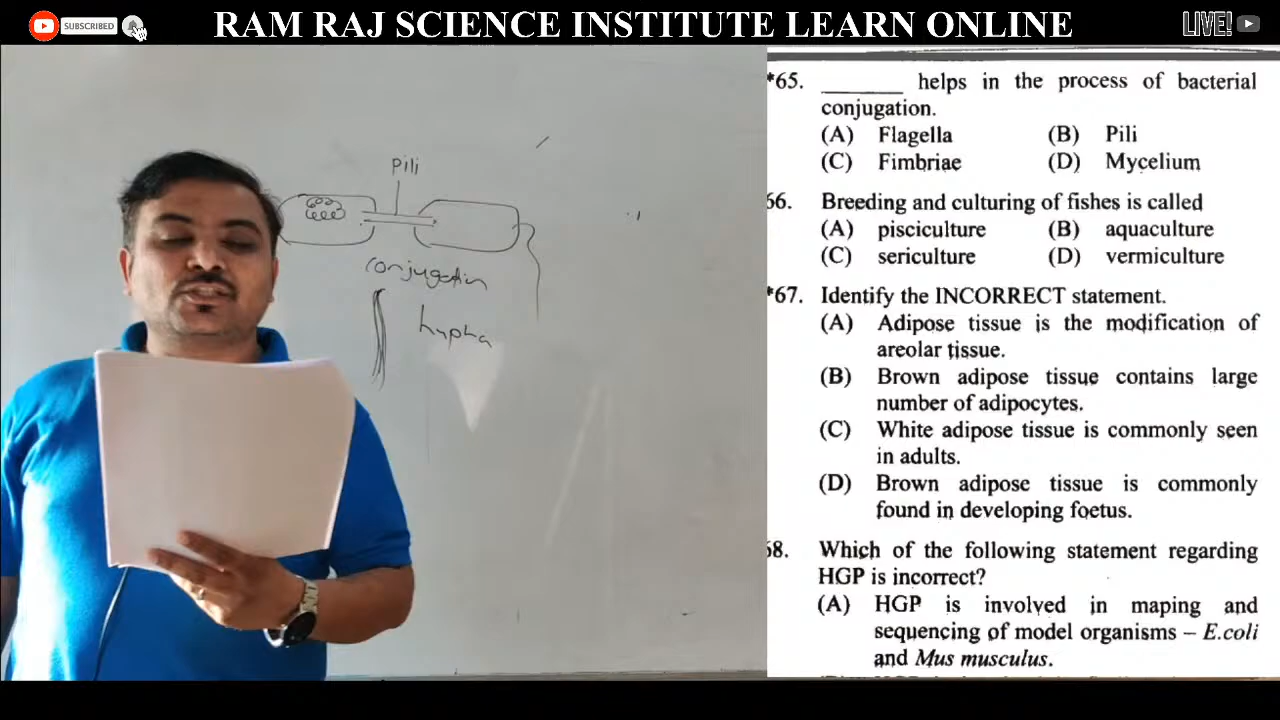 SUBSCRIBED
RAM RAJ SCIENCE INSTITUTE LEARN ONLINE
LIVE!
Pili
conjugation
hypha
*65. ________ helps in the process of bacterial
conjugation.
(A) Flagella (B) Pili
(C) Fimbriae (D) Mycelium
66. Breeding and culturing of fishes is called
(A) pisciculture (B) aquaculture
(C) sericulture (D) vermiculture
*67. Identify the INCORRECT statement.
(A) Adipose tissue is the modification of
areolar tissue.
(B) Brown adipose tissue contains large
number of adipocytes.
(C) White adipose tissue is commonly seen
in adults.
(D) Brown adipose tissue is commonly
found in developing foetus.
68. Which of the following statement regarding
HGP is incorrect?
(A) HGP is involved in maping and
sequencing of model organisms – E.coli
and Mus musculus.